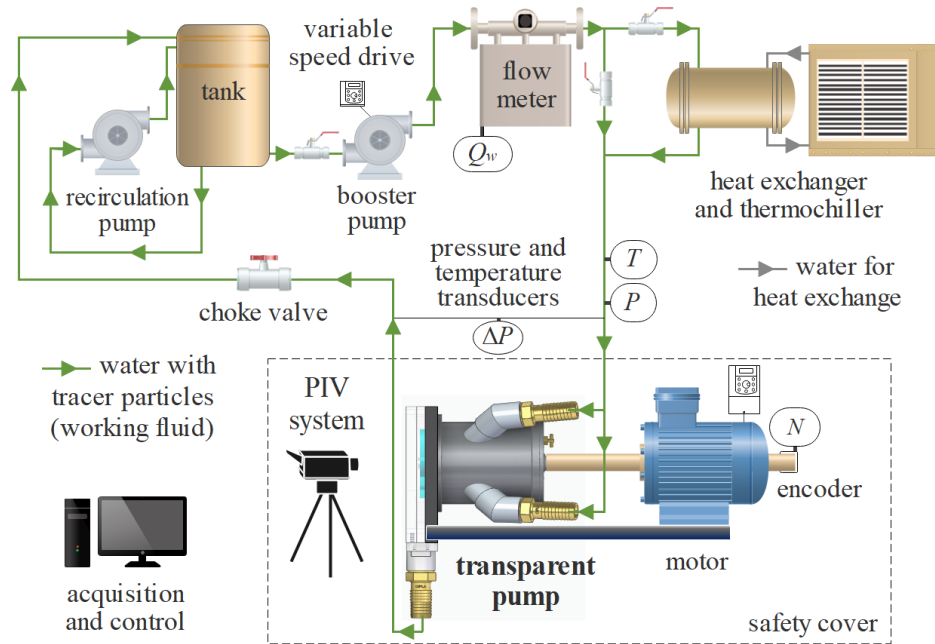 variable
speed drive
tank
flow
meter
Qw
recirculation
pump
booster
pump
heat exchanger
and thermochiller
pressure and
temperature
transducers
T
P
ΔP
water for
heat exchange
choke valve
water with
tracer particles
(working fluid)
PIV
system
N
encoder
motor
transparent
pump
acquisition
and control
safety cover